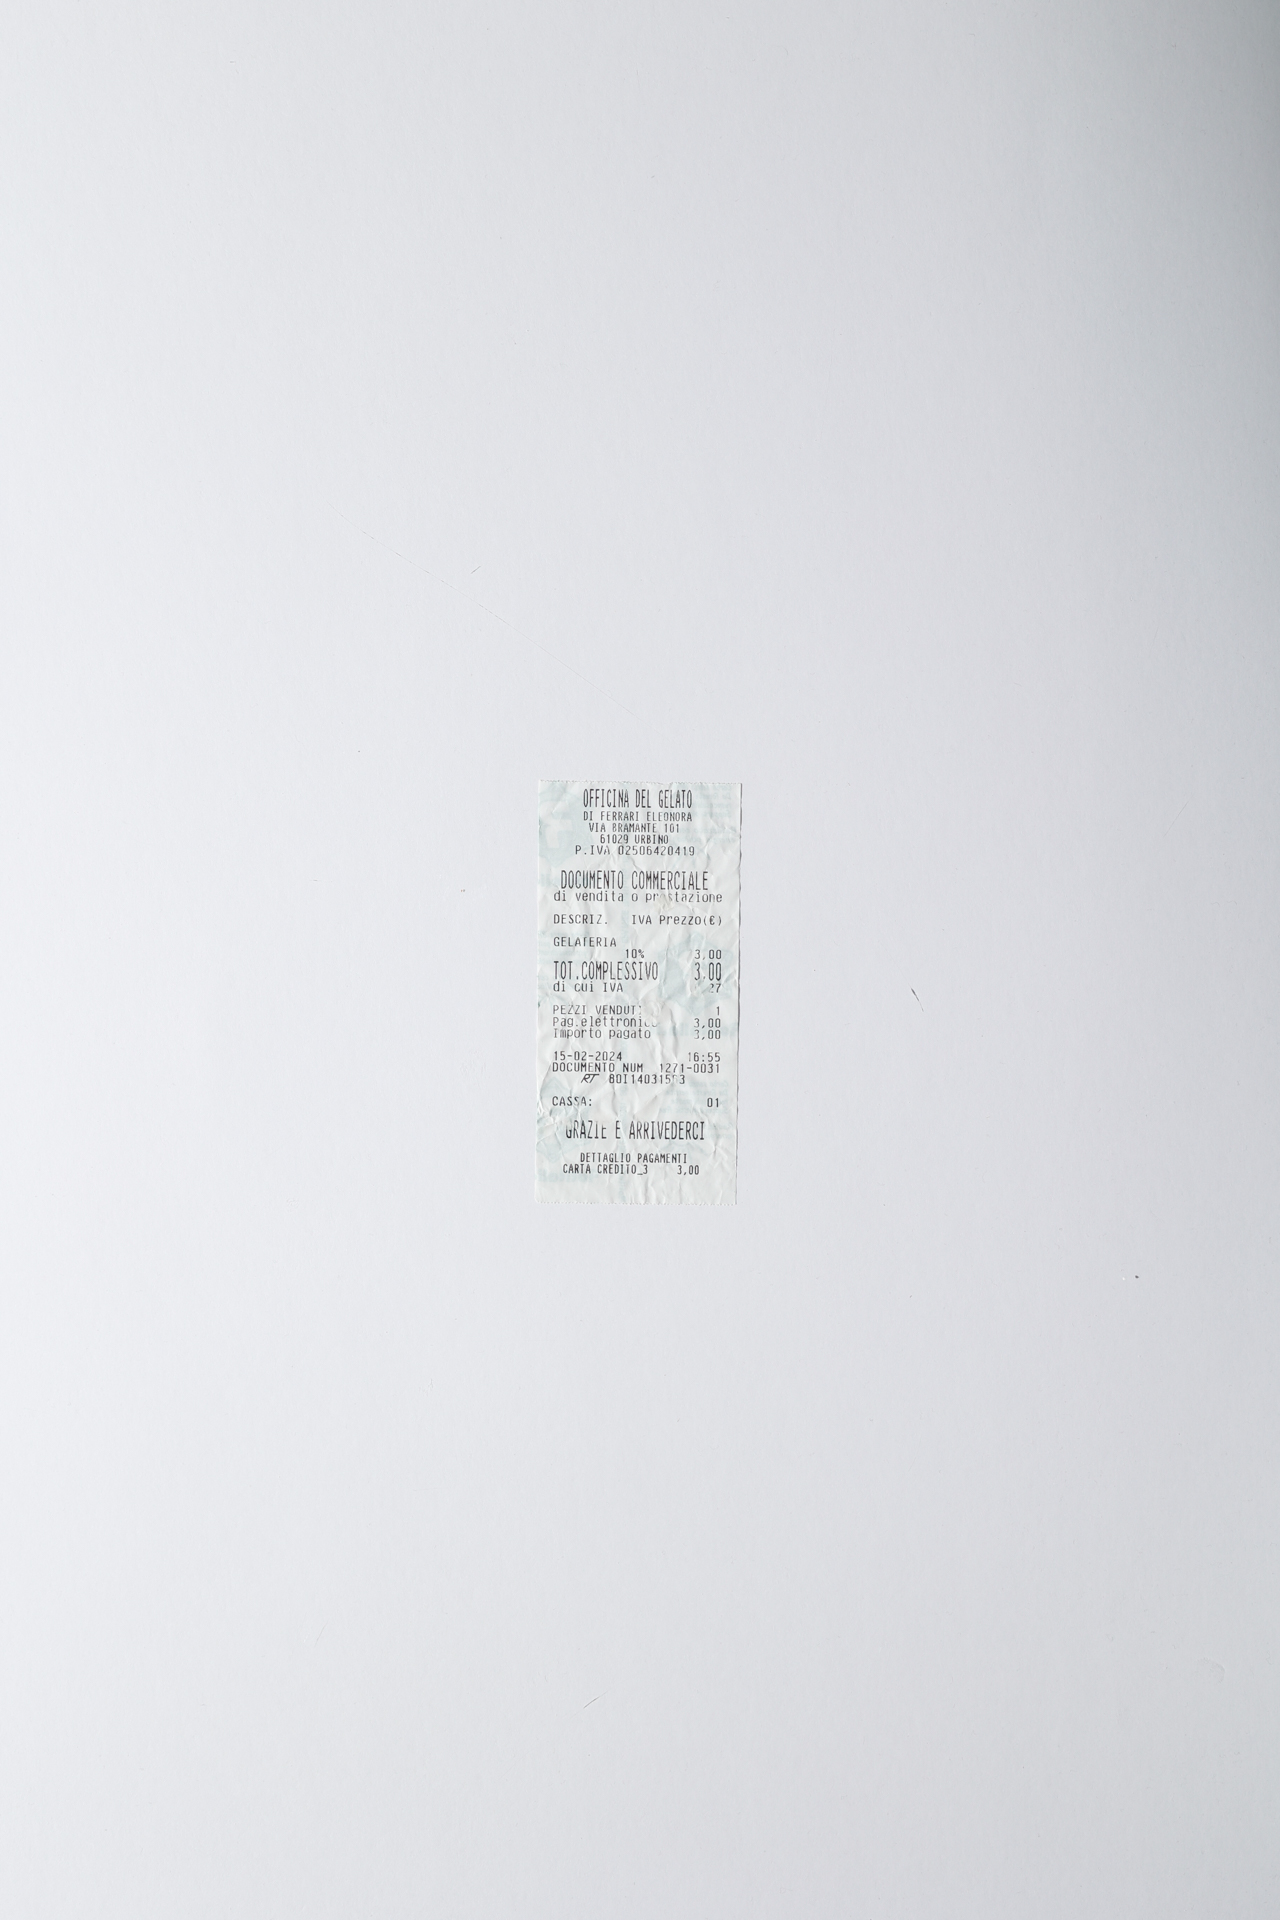 OFFICINA DEL GELATO
DI FERRARI ELEONORA
VIA BRAMANTE 101
61029 URBINO
P.IVA 02506420419
DOCUMENTO COMMERCIALE
di vendita o prestazione
DESCRIZ. IVA Prezzo(€)
GELATERIA
10% 3,00
TOT.COMPLESSIVO 3,00
di cui IVA
PEZZI VENDUTI 1
Pag.elettronico 3,00
Importo pagato 3,00
15-02-2024 16:55
DOCUMENTO NUM 1271-0031
RT
CASSA: 01
GRAZIE E ARRIVEDERCI
DETTAGLIO PAGAMENTI
CARTA CREDITO_3 3,00